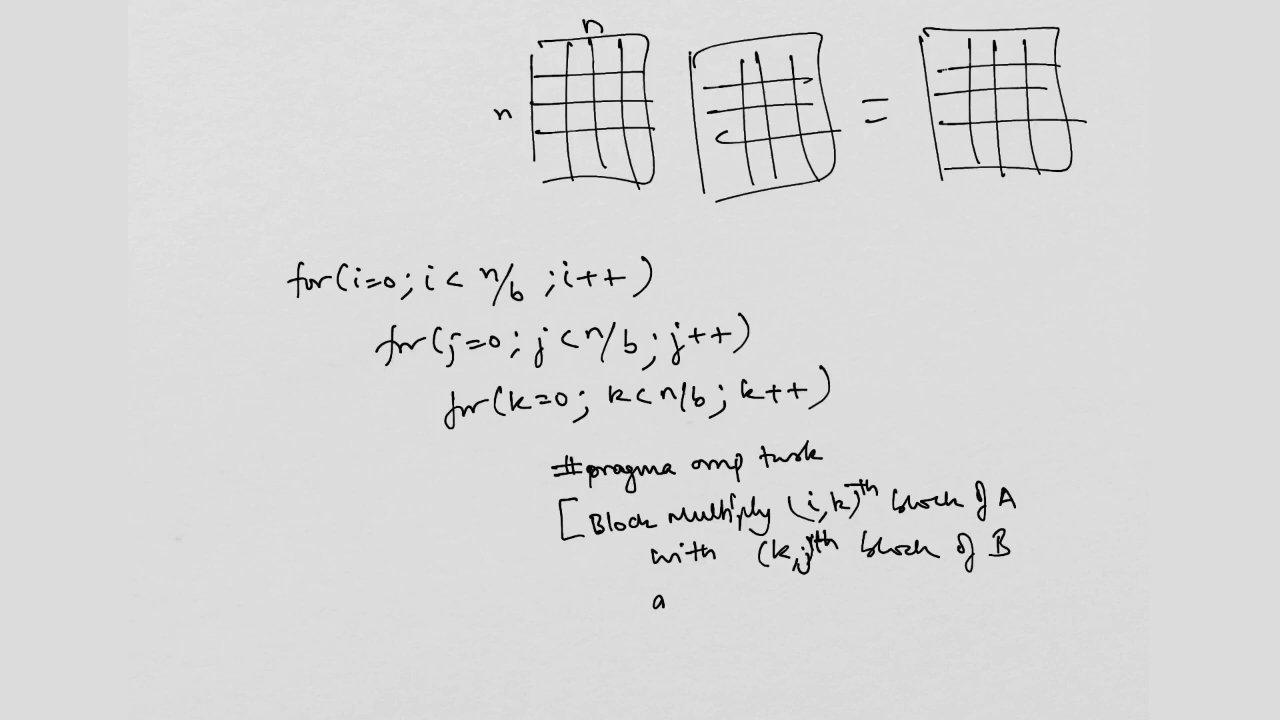 n
n
=
for(i=0; i < n/b ; i++)
for(j=0; j < n/b; j++)
for(k=0; k < n/b; k++)
#pragma omp task
[Block Multiply (i,k)th block of A
with (k,j)th block of B
a